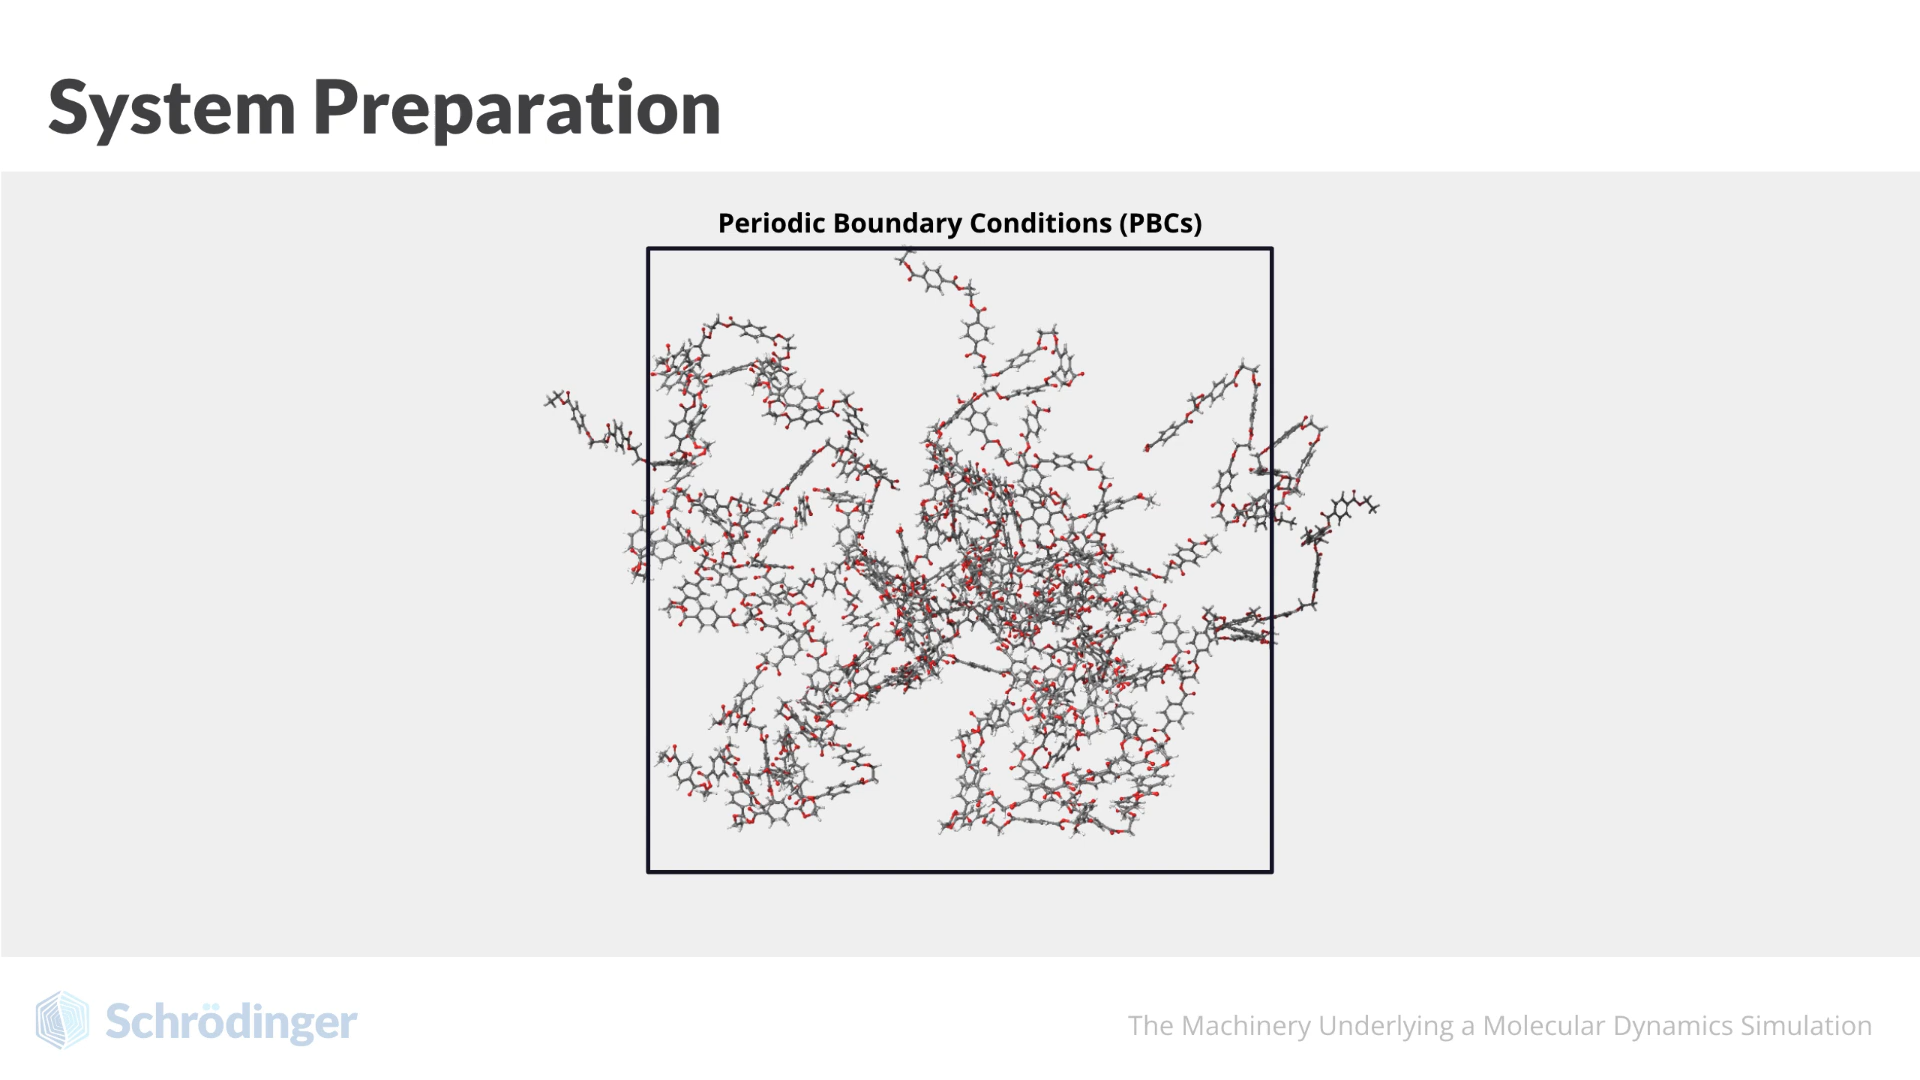 System Preparation
Periodic Boundary Conditions (PBCs)
Schrödinger
The Machinery Underlying a Molecular Dynamics Simulation